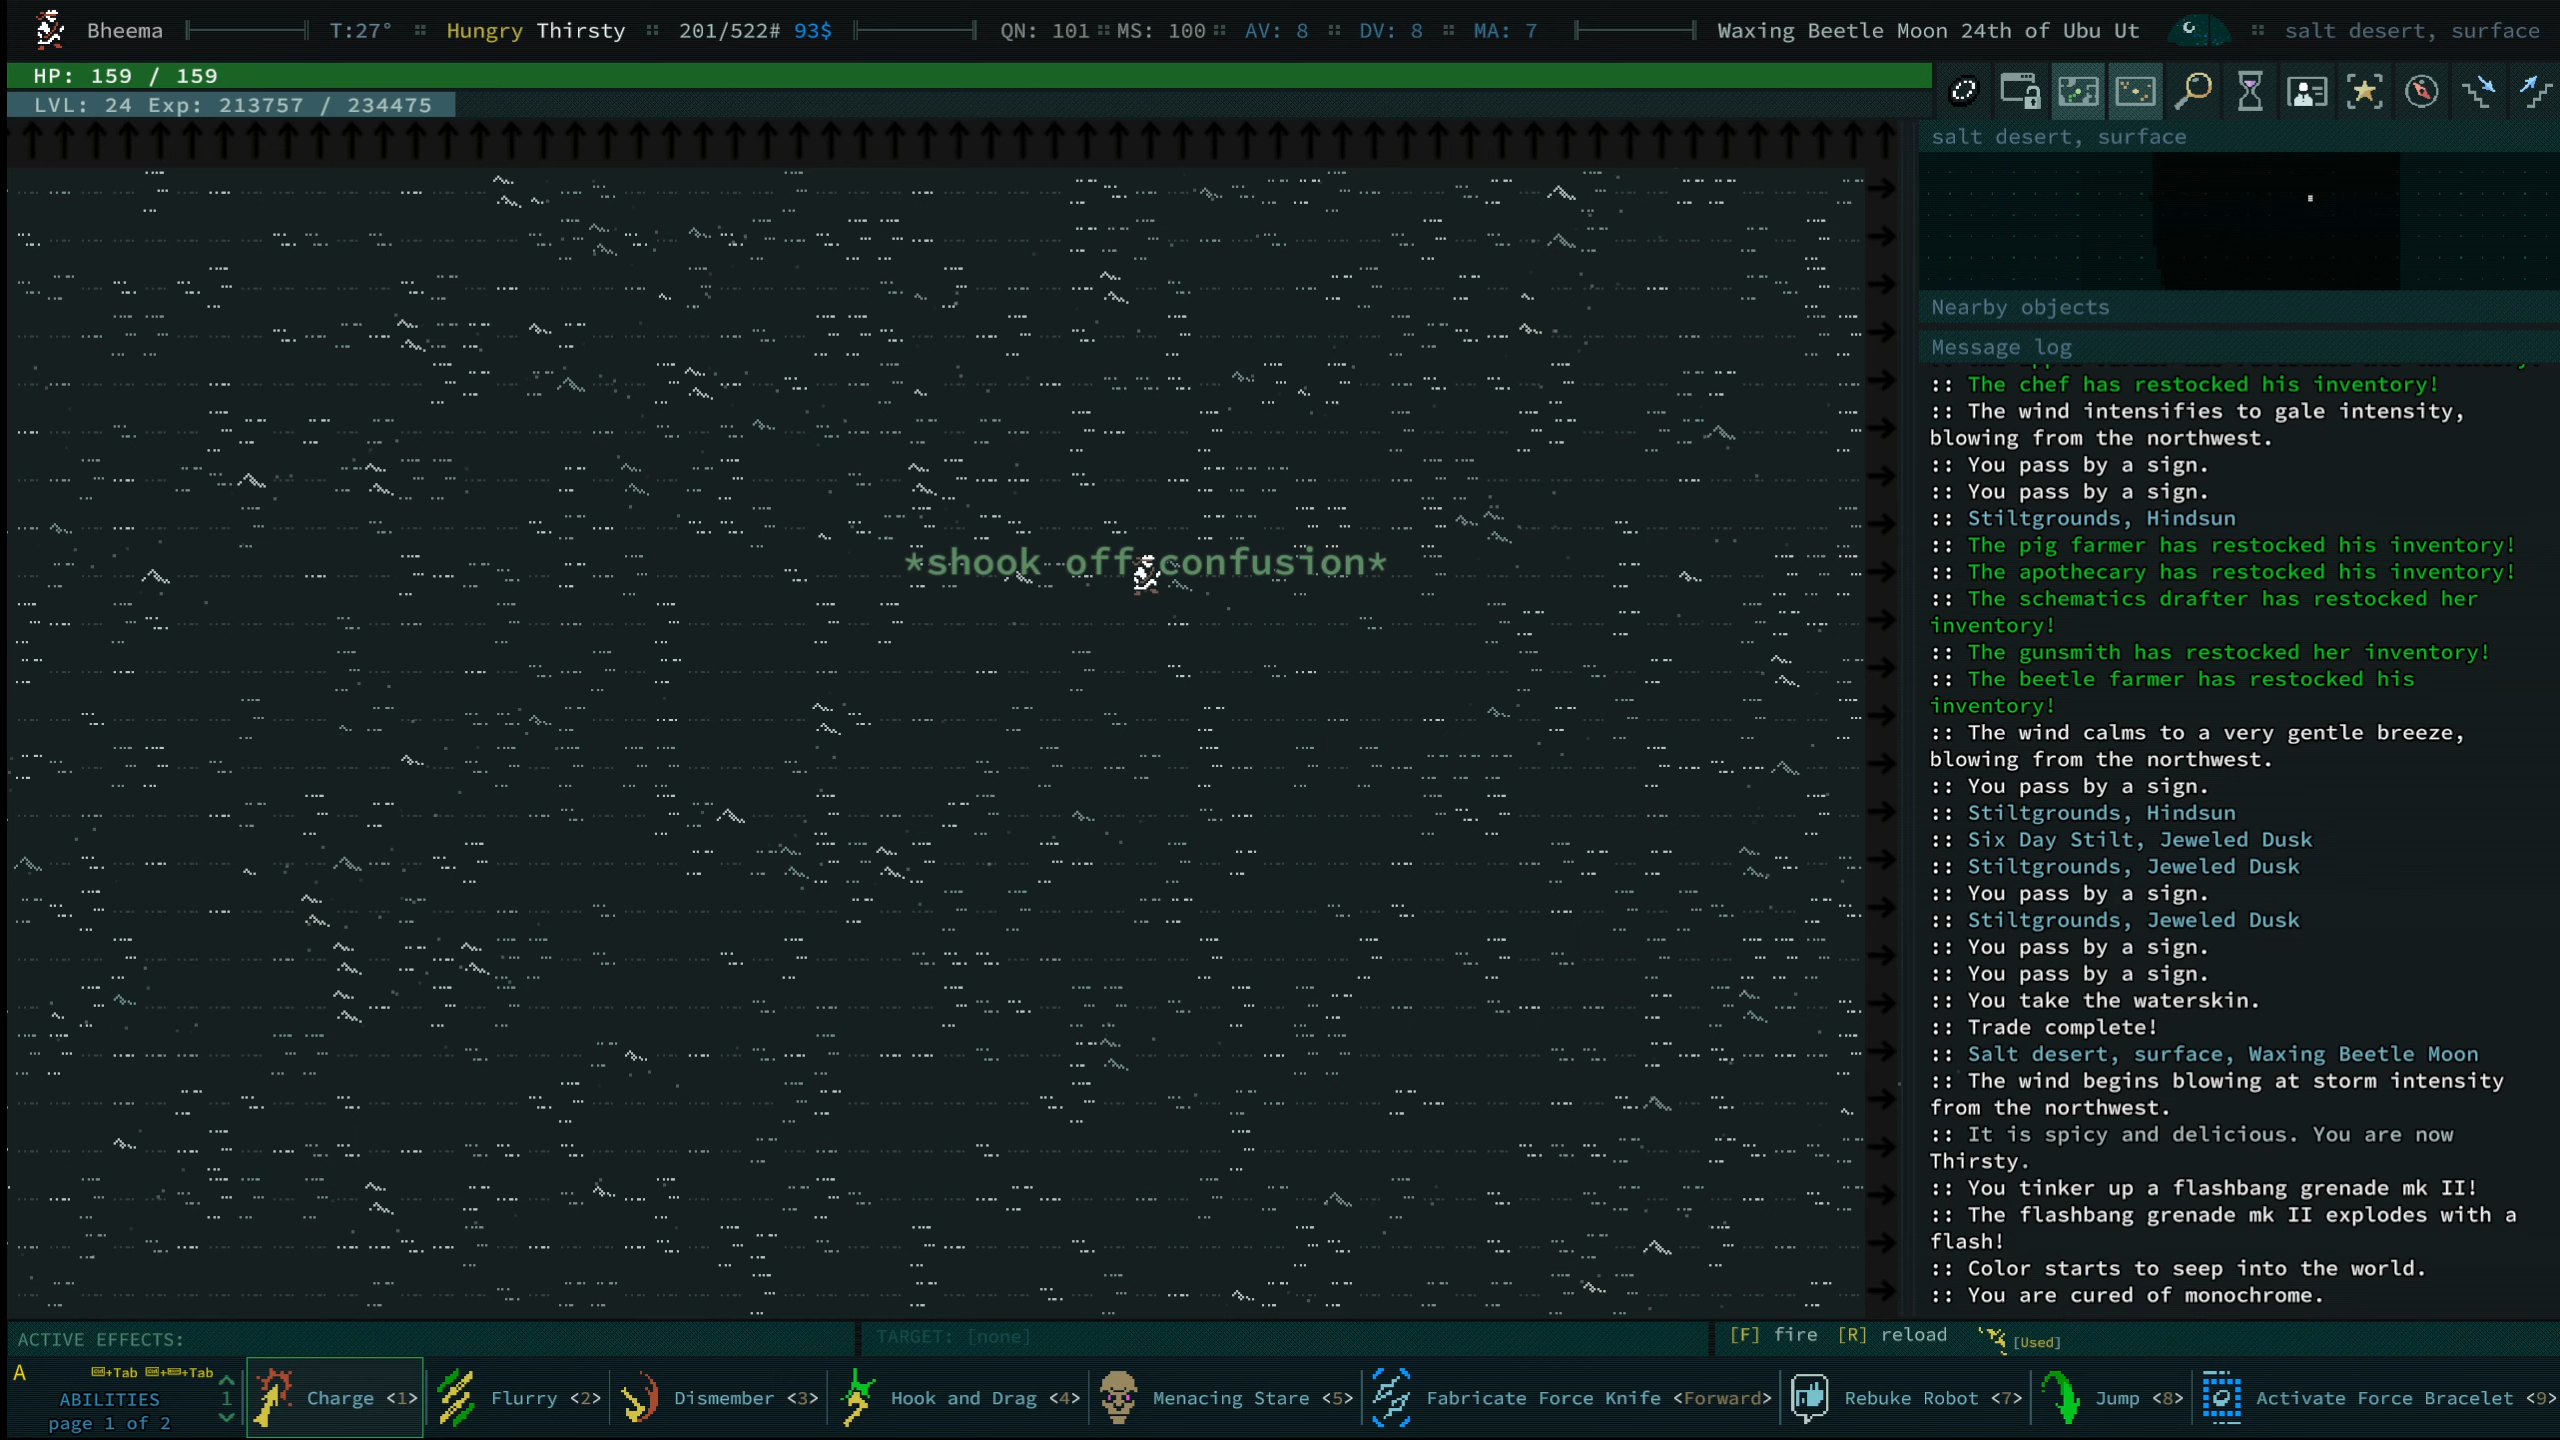 Bheema T:27° :: Hungry Thirsty :: 201/522# 93$ QN: 101 :: MS: 100 :: AV: 8 :: DV: 8 :: MA: 7 Waxing Beetle Moon 24th of Ubu Ut :: salt desert, surface
HP: 159 / 159
LVL: 24 Exp: 213757 / 234475
salt desert, surface
Nearby objects
Message log
:: The chef has restocked his inventory!
:: The wind intensifies to gale intensity,
blowing from the northwest.
:: You pass by a sign.
:: You pass by a sign.
:: Stiltgrounds, Hindsun
:: The pig farmer has restocked his inventory!
:: The apothecary has restocked his inventory!
:: The schematics drafter has restocked her
inventory!
:: The gunsmith has restocked her inventory!
:: The beetle farmer has restocked his
inventory!
:: The wind calms to a very gentle breeze,
blowing from the northwest.
:: You pass by a sign.
:: Stiltgrounds, Hindsun
:: Six Day Stilt, Jeweled Dusk
:: Stiltgrounds, Jeweled Dusk
:: You pass by a sign.
:: Stiltgrounds, Jeweled Dusk
:: You pass by a sign.
:: You pass by a sign.
:: You take the waterskin.
:: Trade complete!
:: Salt desert, surface, Waxing Beetle Moon
:: The wind begins blowing at storm intensity
from the northwest.
:: It is spicy and delicious. You are now
Thirsty.
:: You tinker up a flashbang grenade mk II!
:: The flashbang grenade mk II explodes with a
flash!
:: Color starts to seep into the world.
:: You are cured of monochrome.
*shook off confusion*
ACTIVE EFFECTS:
TARGET: [none]
[F] fire [R] reload [Used]
A
+Tab +Tab
ABILITIES
page 1 of 2
1
Charge <1>
Flurry <2>
Dismember <3>
Hook and Drag <4>
Menacing Stare <5>
Fabricate Force Knife <Forward>
Rebuke Robot <7>
Jump <8>
Activate Force Bracelet <9>